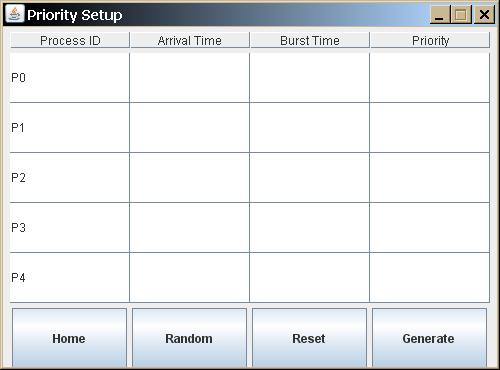 Priority Setup
Process ID Arrival Time Burst Time Priority
P0
P1
P2
P3
P4
Home Random Reset Generate